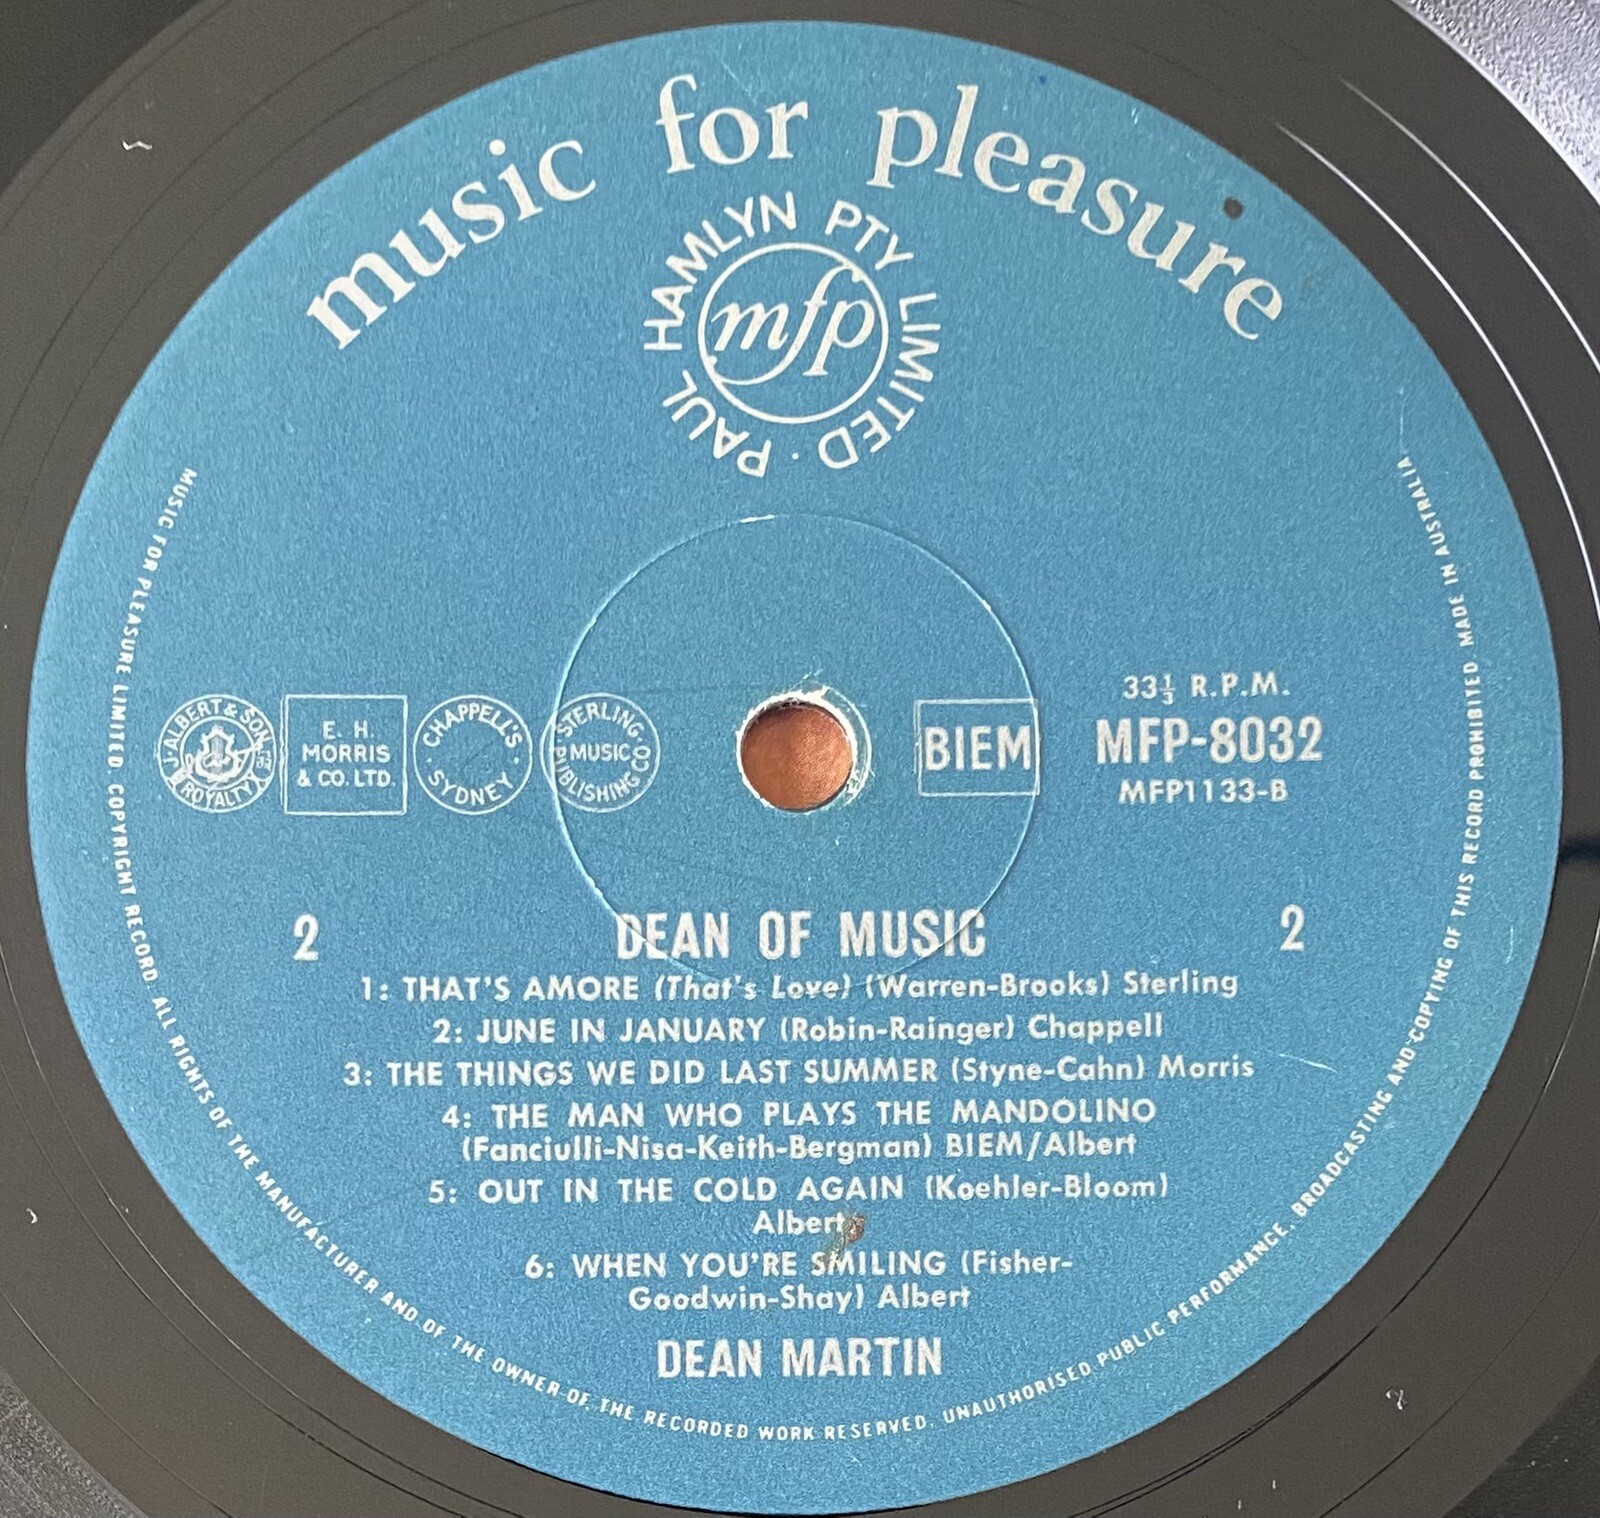 music for pleasure
PAUL HAMLYN PTY LIMITED ·
mfp
J. ALBERT & SON
ROYALTY
E. H.
MORRIS
& CO. LTD.
CHAPPELL'S
· SYDNEY ·
STERLING
MUSIC
PUBLISHING CO
BIEM
33⅓ R.P.M.
MFP-8032
MFP1133-B
2 DEAN OF MUSIC 2
1: THAT'S AMORE (That's Love) (Warren-Brooks) Sterling
2: JUNE IN JANUARY (Robin-Rainger) Chappell
3: THE THINGS WE DID LAST SUMMER (Styne-Cahn) Morris
4: THE MAN WHO PLAYS THE MANDOLINO
(Fanciulli-Nisa-Keith-Bergman) BIEM/Albert
5: OUT IN THE COLD AGAIN (Koehler-Bloom)
Albert
6: WHEN YOU'RE SMILING (Fisher-
Goodwin-Shay) Albert
DEAN MARTIN
MUSIC FOR PLEASURE LIMITED. COPYRIGHT RECORD. ALL RIGHTS OF THE MANUFACTURER AND OF THE OWNER OF THE RECORDED WORK RESERVED. UNAUTHORISED PUBLIC PERFORMANCE, BROADCASTING AND COPYING OF THIS RECORD PROHIBITED MADE IN AUSTRALIA